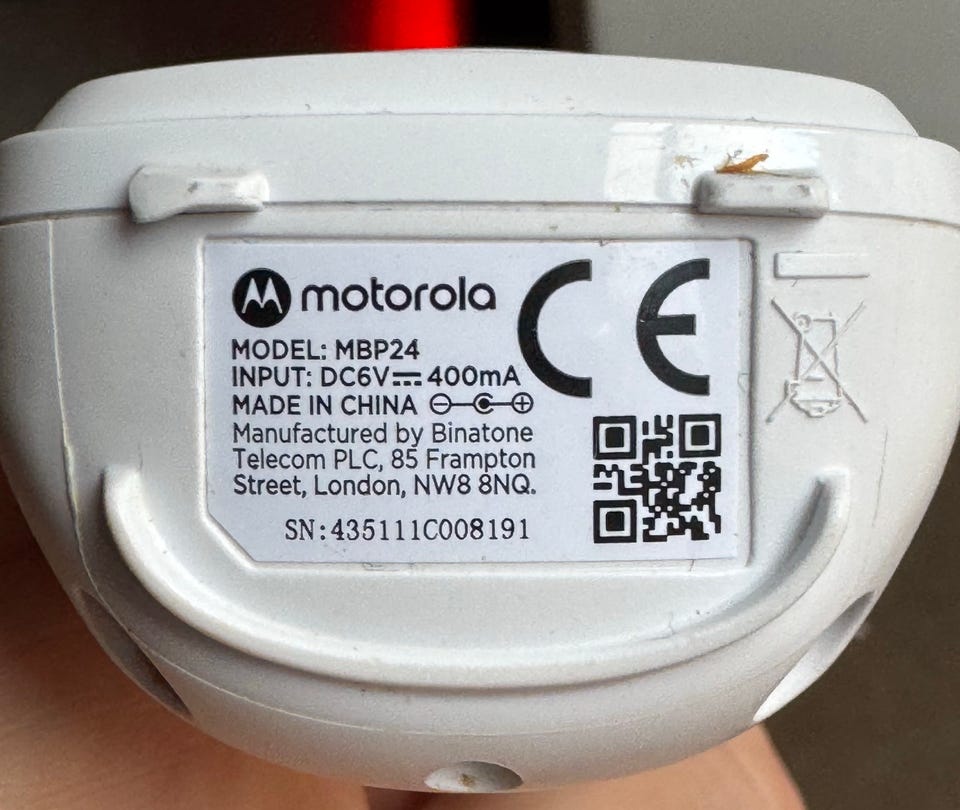 motorola
MODEL: MBP24
INPUT: DC6V⎓400mA
MADE IN CHINA
Manufactured by Binatone
Telecom PLC, 85 Frampton
Street, London, NW8 8NQ.
SN:435111C008191
CE